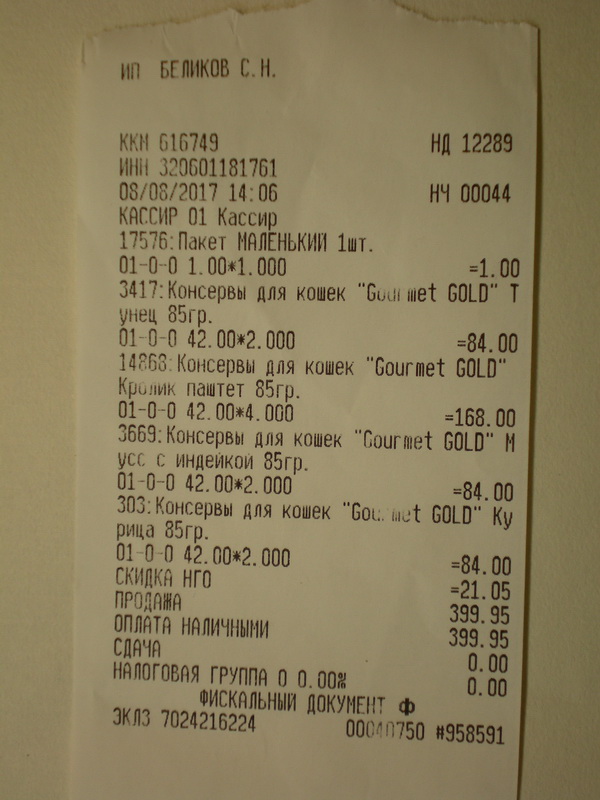 ИП БЕЛИКОВ С.Н.
ККМ 616749 НД 12289
ИНН 320601181761
08/08/2017 14:06 НЧ 00044
КАССИР 01 Кассир
17576:Пакет МАЛЕНЬКИЙ 1шт.
01-0-0 1.00*1.000 =1.00
3417:Консервы для кошек "Gourmet GOLD" Т
унец 85гр.
01-0-0 42.00*2.000 =84.00
14868:Консервы для кошек "Gourmet GOLD"
Кролик паштет 85гр.
01-0-0 42.00*4.000 =168.00
3669:Консервы для кошек "Gourmet GOLD" М
усс с индейкой 85гр.
01-0-0 42.00*2.000 =84.00
303:Консервы для кошек "Gourmet GOLD" Ку
рица 85гр.
01-0-0 42.00*2.000 =84.00
СКИДКА НГО =21.05
ПРОДАЖА 399.95
ОПЛАТА НАЛИЧНЫМИ 399.95
СДАЧА 0.00
НАЛОГОВАЯ ГРУППА 0 0.00% 0.00
ФИСКАЛЬНЫЙ ДОКУМЕНТ Ф
ЭКЛЗ 7024216224 00040750 #958591